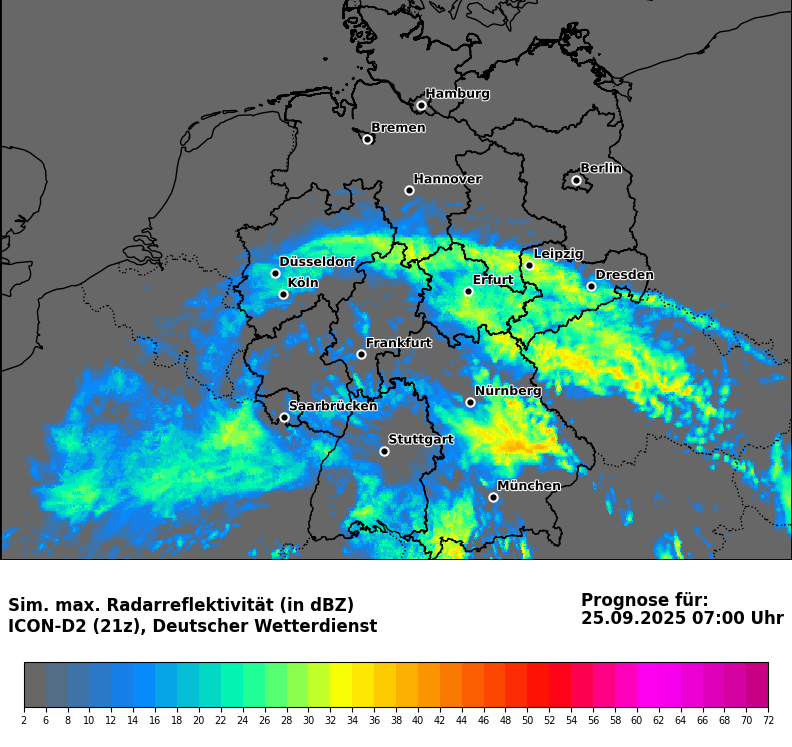 Hamburg
Bremen
Berlin
Hannover
Leipzig
Düsseldorf
Dresden
Köln
Erfurt
Frankfurt
Nürnberg
Saarbrücken
Stuttgart
München
Sim. max. Radarreflektivität (in dBZ)
ICON-D2 (21z), Deutscher Wetterdienst
Prognose für:
25.09.2025 07:00 Uhr
2 6 8 10 12 14 16 18 20 22 24 26 28 30 32 34 36 38 40 42 44 46 48 50 52 54 56 58 60 62 64 66 68 70 72